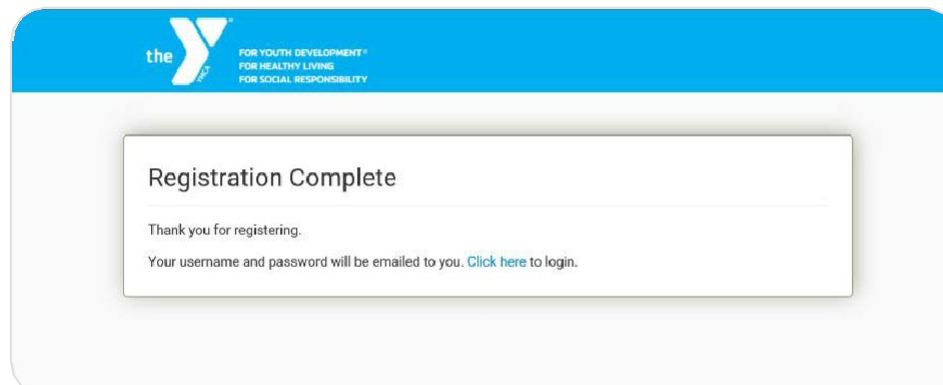 the
YMCA
FOR YOUTH DEVELOPMENT®
FOR HEALTHY LIVING
FOR SOCIAL RESPONSIBILITY
Registration Complete
Thank you for registering.
Your username and password will be emailed to you. Click here to login.